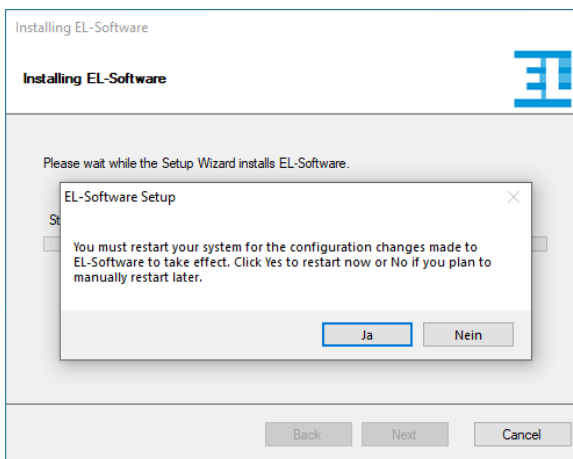 Installing EL-Software
Installing EL-Software
EL
Please wait while the Setup Wizard installs EL-Software.
EL-Software Setup
You must restart your system for the configuration changes made to
EL-Software to take effect. Click Yes to restart now or No if you plan to
manually restart later.
Ja Nein
Back Next Cancel